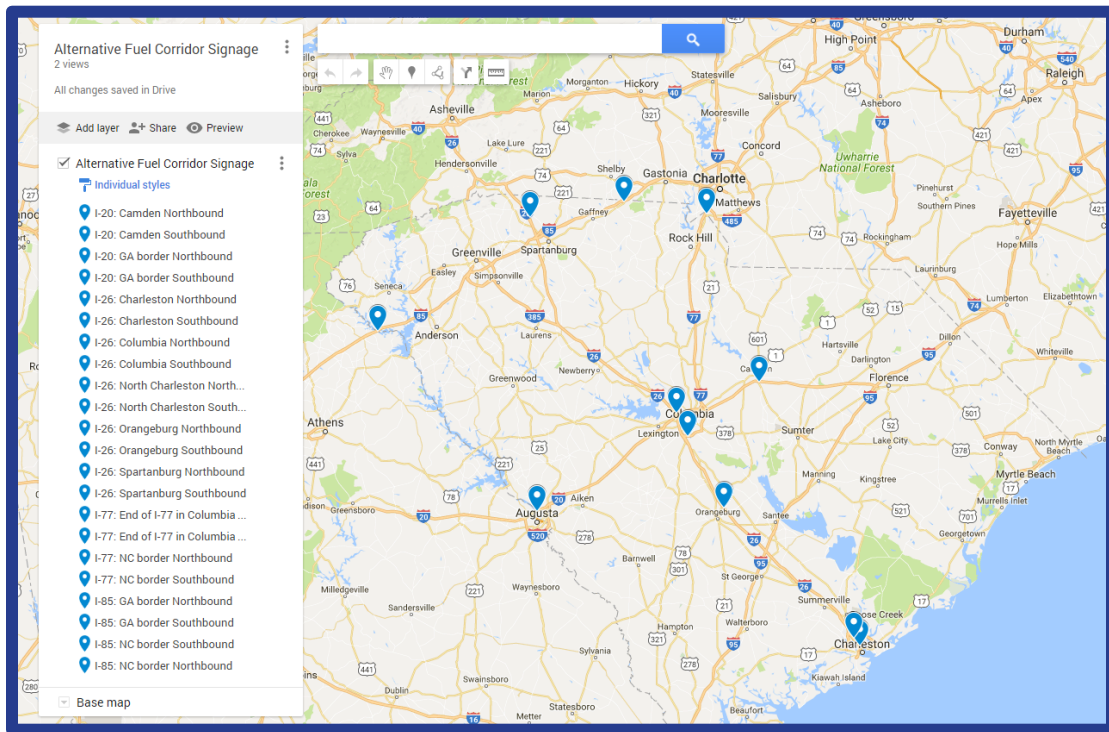 Alternative Fuel Corridor Signage
2 views
All changes saved in Drive
Add layer
Share
Preview
Alternative Fuel Corridor Signage
Individual styles
I-20: Camden Northbound
I-20: Camden Southbound
I-20: GA border Northbound
I-20: GA border Southbound
I-26: Charleston Northbound
I-26: Charleston Southbound
I-26: Columbia Northbound
I-26: Columbia Southbound
I-26: North Charleston North...
I-26: North Charleston South...
I-26: Orangeburg Northbound
I-26: Orangeburg Southbound
I-26: Spartanburg Northbound
I-26: Spartanburg Southbound
I-77: End of I-77 in Columbia ...
I-77: End of I-77 in Columbia ...
I-77: NC border Northbound
I-77: NC border Southbound
I-85: GA border Northbound
I-85: GA border Southbound
I-85: NC border Southbound
I-85: NC border Northbound
Base map
High Point
Durham
Raleigh
Apex
Statesville
Hickory
Morganton
Marion
Salisbury
Asheboro
Mooresville
Asheville
Cherokee
Waynesville
Sylva
Lake Lure
Hendersonville
Concord
Uwharrie
National Forest
Shelby
Gastonia
Charlotte
Matthews
Pinehurst
Southern Pines
Fayetteville
Gaffney
Rock Hill
Rockingham
Hope Mills
Greenville
Spartanburg
Easley
Simpsonville
Seneca
Laurinburg
Lumberton
Elizabethtown
Anderson
Laurens
Hartsville
Dillon
Whiteville
Newberry
Greenwood
Darlington
Florence
Athens
Lexington
Sumter
Lake City
Conway
North Myrtle
Beach
Myrtle Beach
Manning
Kingstree
Murrells Inlet
Greensboro
Aiken
Augusta
Orangeburg
Santee
Georgetown
Barnwell
St George
Milledgeville
Waynesboro
Sandersville
Summerville
Hampton
Walterboro
Sylvania
Charleston
Kiawah Island
Swainsboro
Dublin
Statesboro
Metter
Beaufort